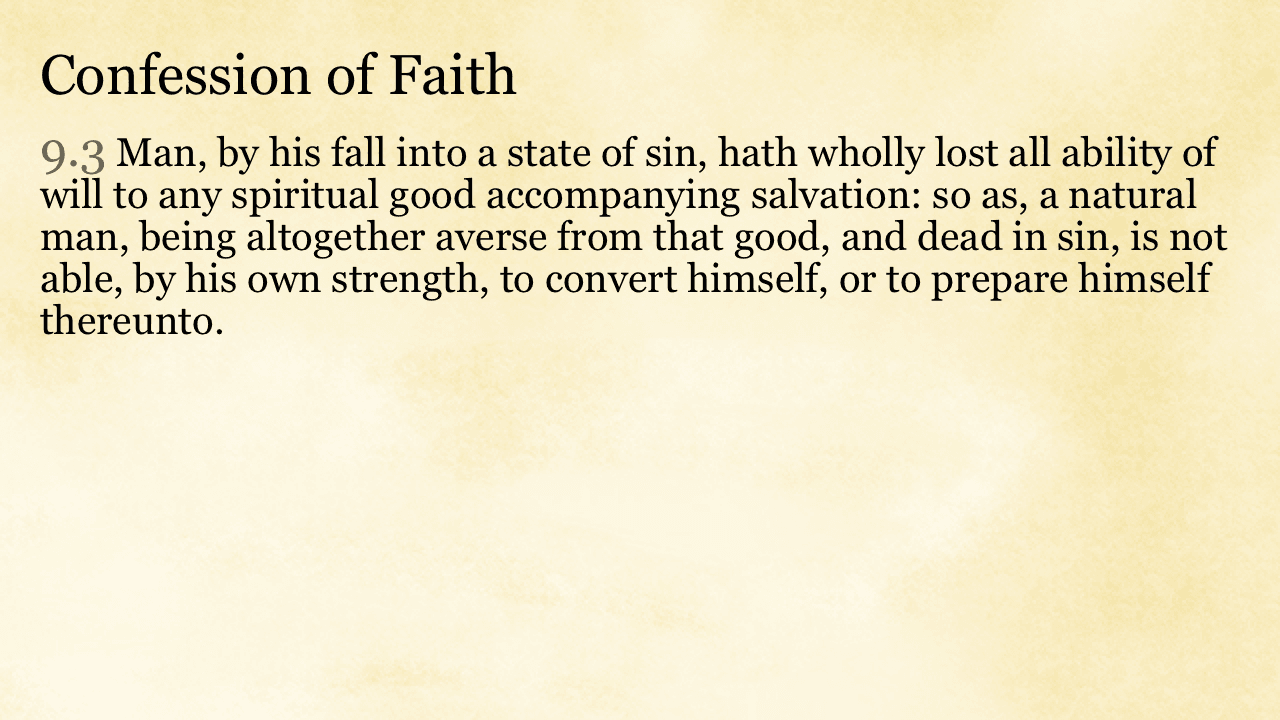 Confession of Faith
9.3 Man, by his fall into a state of sin, hath wholly lost all ability of
will to any spiritual good accompanying salvation: so as, a natural
man, being altogether averse from that good, and dead in sin, is not
able, by his own strength, to convert himself, or to prepare himself
thereunto.